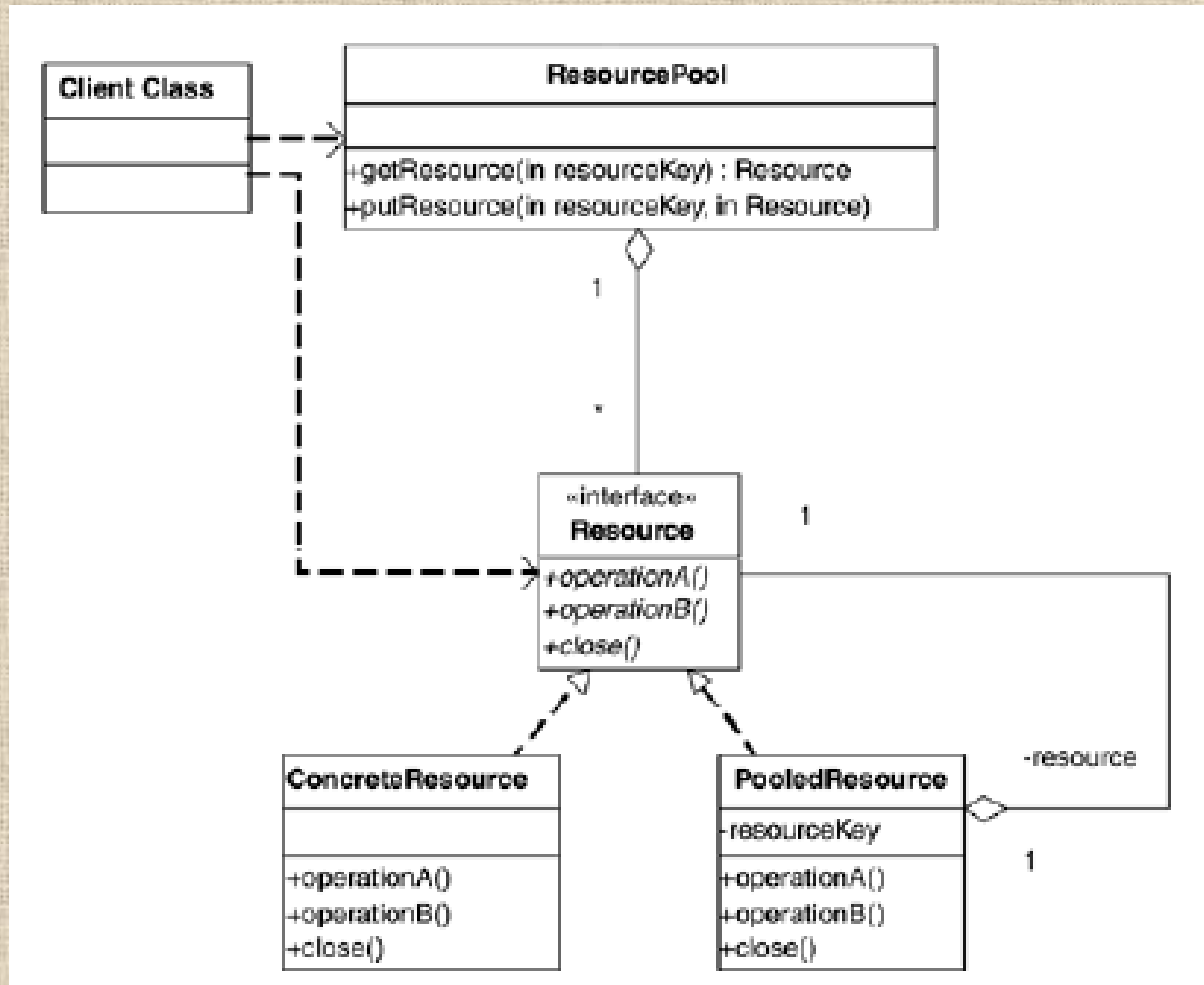 Client Class
ResourcePool
+getResource(in resourceKey) : Resource
+putResource(in resourceKey, in Resource)
1
*
«interface»
Resource
1
+operationA()
+operationB()
+close()
ConcreteResource
+operationA()
+operationB()
+close()
PooledResource
-resource
-resourceKey
1
+operationA()
+operationB()
+close()